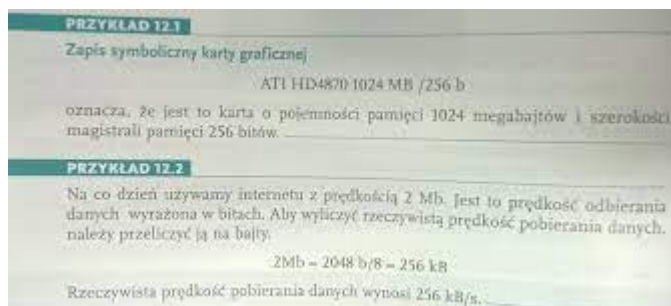 PRZYKŁAD 12.1
Zapis symboliczny karty graficznej
ATI HD4870 1024 MB /256 b
oznacza, że jest to karta o pojemności pamięci 1024 megabajtów i szerokości
magistrali pamięci 256 bitów.
PRZYKŁAD 12.2
Na co dzień używamy internetu z prędkością 2 Mb. Jest to prędkość odbierania
danych wyrażona w bitach. Aby wyliczyć rzeczywistą prędkość pobierania danych,
należy przeliczyć ją na bajty.
2Mb = 2048 b/8 = 256 kB
Rzeczywista prędkość pobierania danych wynosi 256 kB/s.